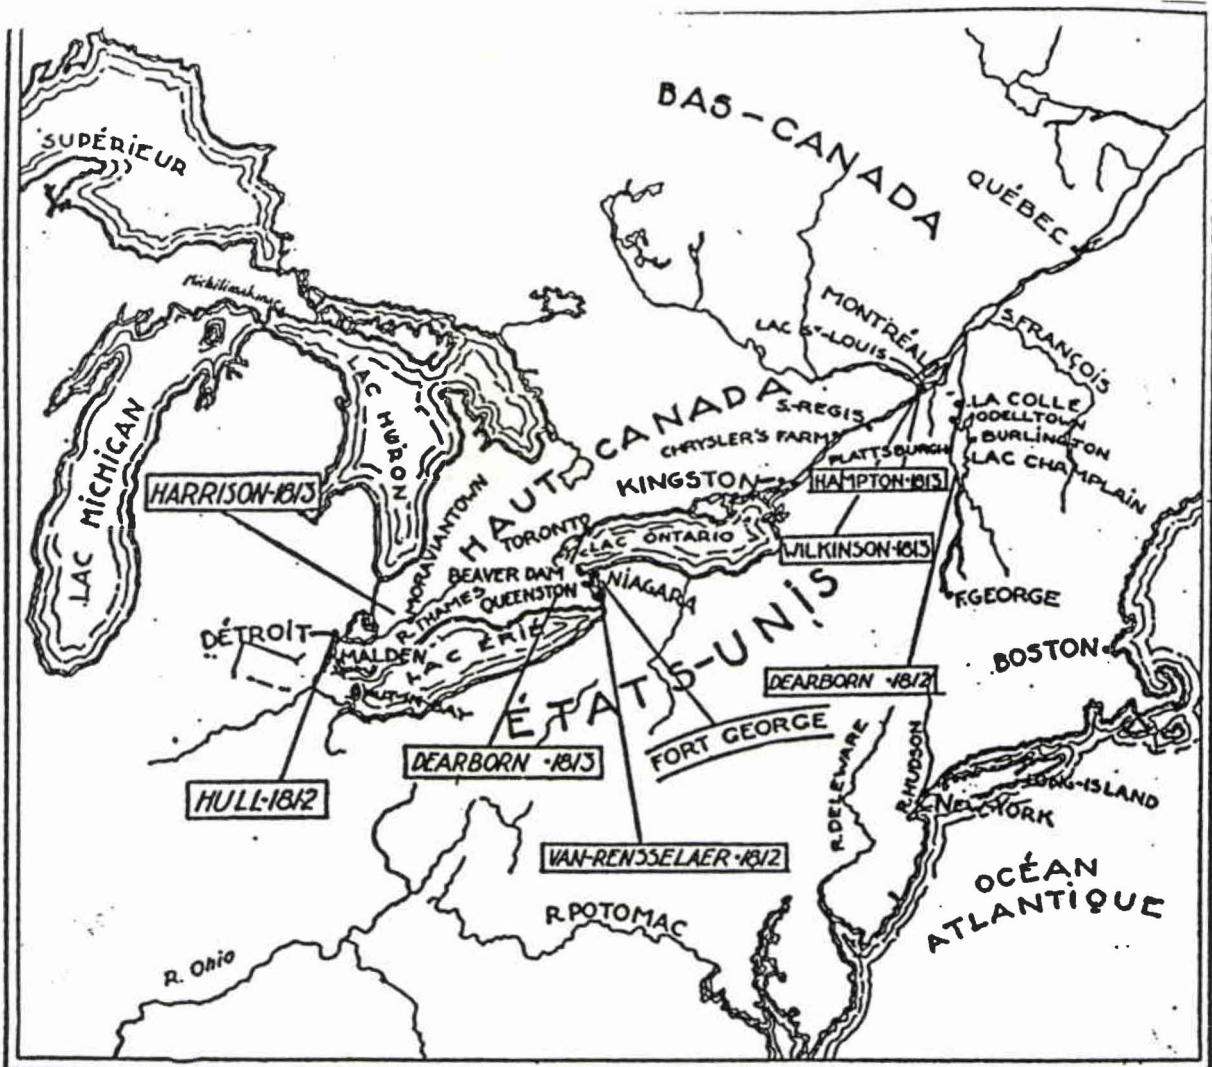 BAS-CANADA
SUPÉRIEUR
QUÉBEC
Michilimakinac
MONTRÉAL
LAC St-LOUIS
S. FRANÇOIS
LAC HURON
LAC MICHIGAN
HAUT CANADA
S.-REGIS
LA COLLE
ODELLTOWN
CHRYSLER'S FARM
PLATTSBURGH
BURLINGTON
LAC CHAMPLAIN
KINGSTON
HAMPTON-1813
HARRISON-1813
MORAVIANTOWN
TORONTO
LAC ONTARIO
WILKINSON-1813
BEAVER DAM
R. THAMES
QUEENSTON
NIAGARA
F. GEORGE
DÉTROIT
MALDEN
LAC ÉRIÉ
BOSTON
ÉTATS-UNIS
DEARBORN -1812
FORT GEORGE
DEARBORN -1813
HULL-1812
R. DELEWARE
R. HUDSON
LONG-ISLAND
NEW-YORK
VAN-RENSSELAER -1812
OCÉAN
ATLANTIQUE
R. POTOMAC
R. Ohio